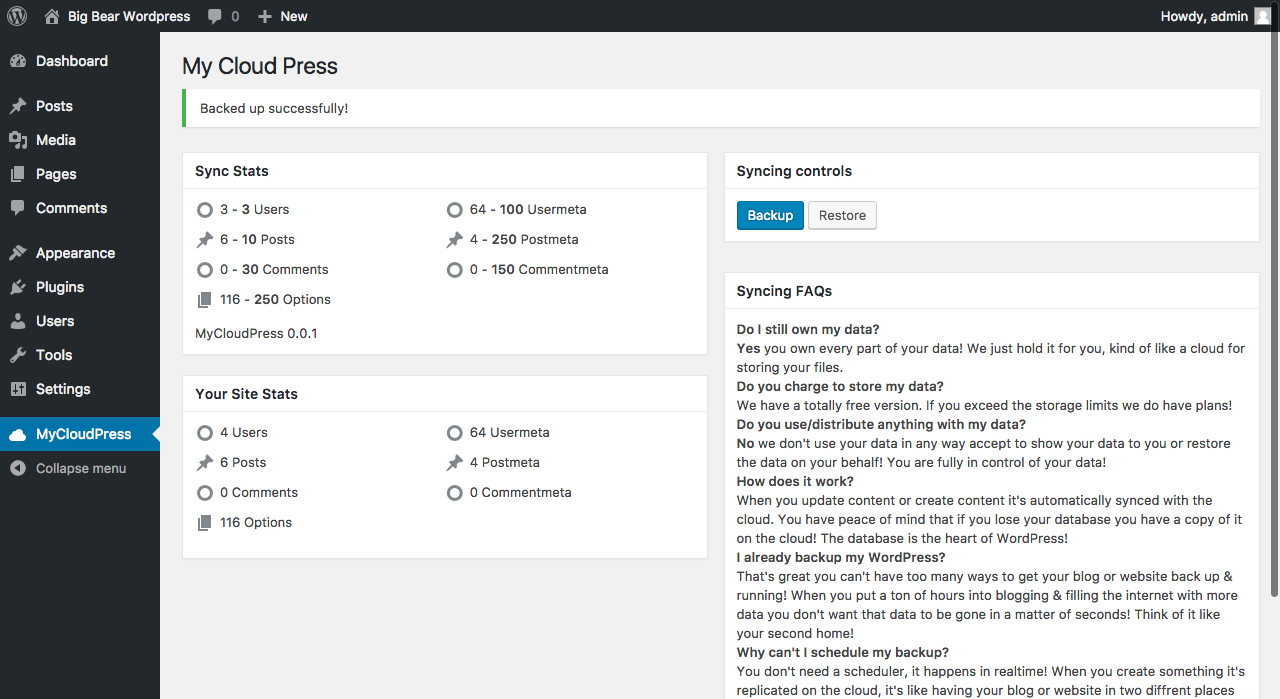 Big Bear Wordpress 0 New Howdy, admin
Dashboard
Posts
Media
Pages
Comments
Appearance
Plugins
Users
Tools
Settings
MyCloudPress
Collapse menu
My Cloud Press
Backed up successfully!
Sync Stats
3 - 3 Users
64 - 100 Usermeta
6 - 10 Posts
4 - 250 Postmeta
0 - 30 Comments
0 - 150 Commentmeta
116 - 250 Options
MyCloudPress 0.0.1
Your Site Stats
4 Users
64 Usermeta
6 Posts
4 Postmeta
0 Comments
0 Commentmeta
116 Options
Syncing controls
Backup Restore
Syncing FAQs
Do I still own my data?
Yes you own every part of your data! We just hold it for you, kind of like a cloud for
storing your files.
Do you charge to store my data?
We have a totally free version. If you exceed the storage limits we do have plans!
Do you use/distribute anything with my data?
No we don't use your data in any way accept to show your data to you or restore
the data on your behalf! You are fully in control of your data!
How does it work?
When you update content or create content it's automatically synced with the
cloud. You have peace of mind that if you lose your database you have a copy of it
on the cloud! The database is the heart of WordPress!
I already backup my WordPress?
That's great you can't have too many ways to get your blog or website back up &
running! When you put a ton of hours into blogging & filling the internet with more
data you don't want that data to be gone in a matter of seconds! Think of it like
your second home!
Why can't I schedule my backup?
You don't need a scheduler, it happens in realtime! When you create something it's
replicated on the cloud, it's like having your blog or website in two diffrent places